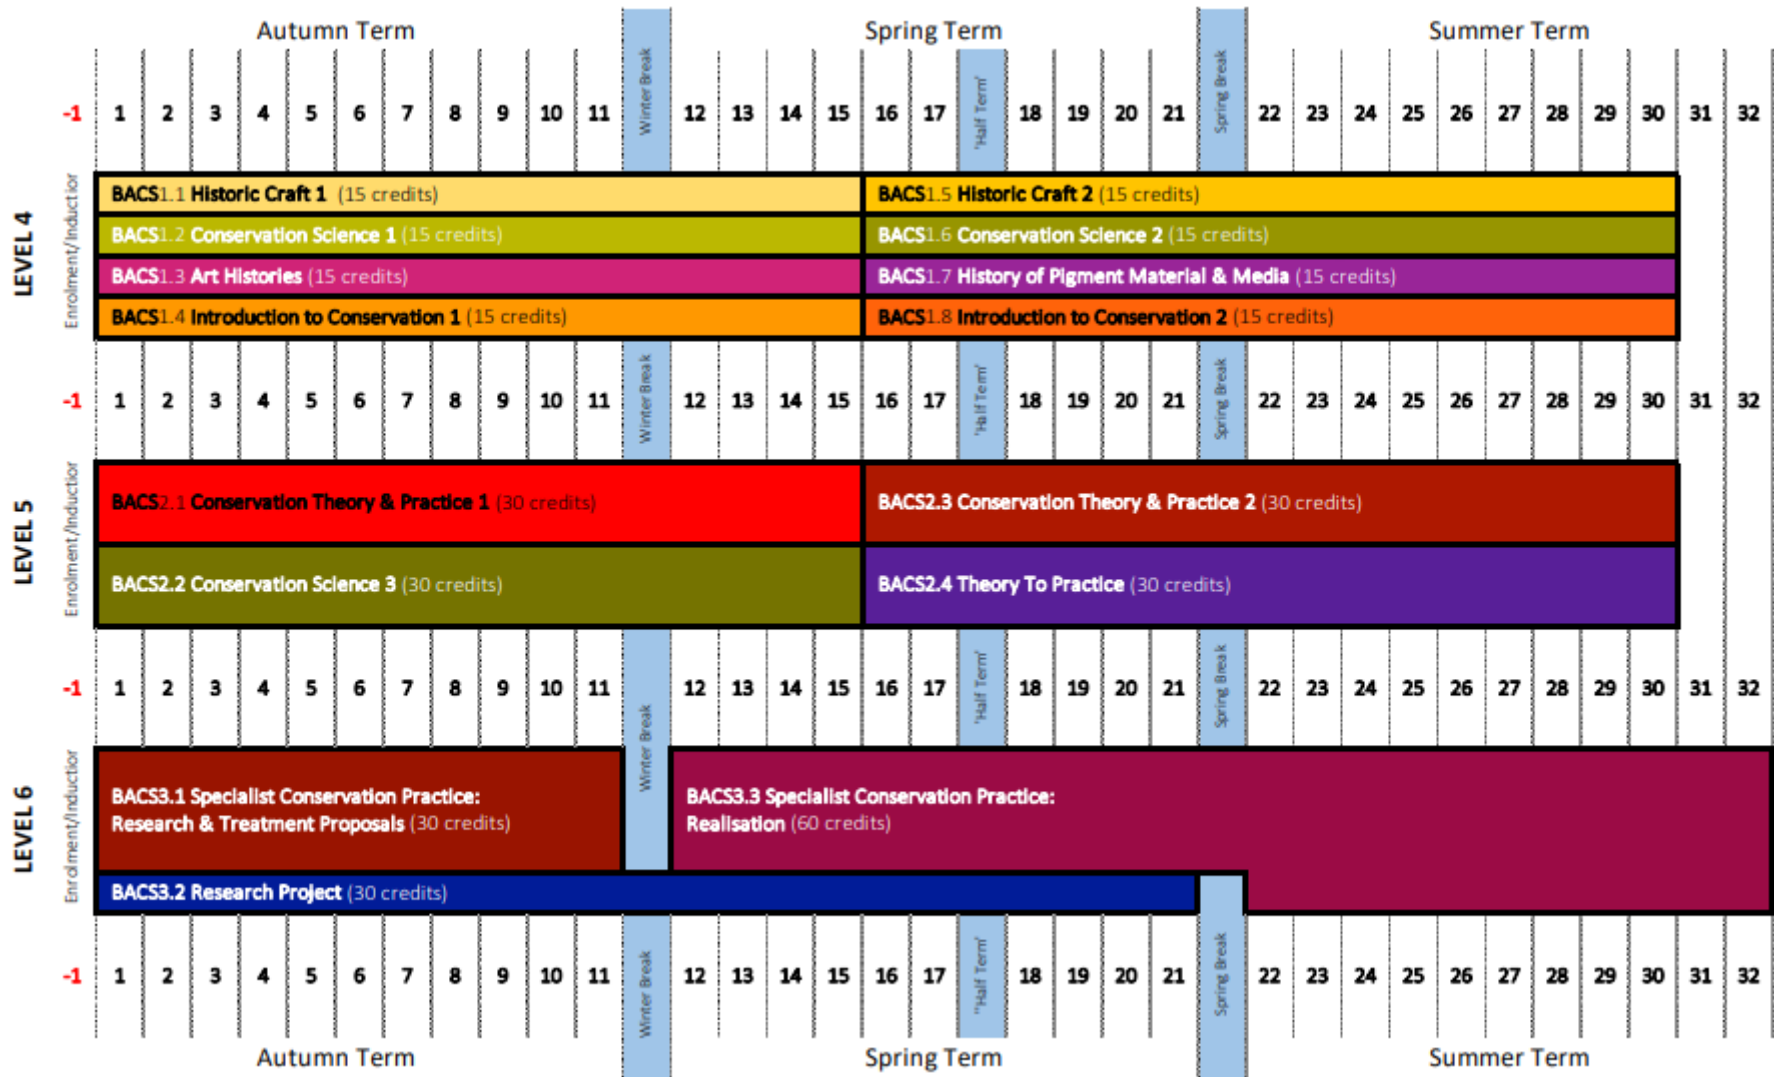 Autumn Term Spring Term Summer Term
-1 1 2 3 4 5 6 7 8 9 10 11 Winter Break 12 13 14 15 16 17 'Half Term' 18 19 20 21 Spring Break 22 23 24 25 26 27 28 29 30 31 32
LEVEL 4
Enrolment/Induction
BACS1.1 Historic Craft 1 (15 credits) BACS1.5 Historic Craft 2 (15 credits)
BACS1.2 Conservation Science 1 (15 credits) BACS1.6 Conservation Science 2 (15 credits)
BACS1.3 Art Histories (15 credits) BACS1.7 History of Pigment Material & Media (15 credits)
BACS1.4 Introduction to Conservation 1 (15 credits) BACS1.8 Introduction to Conservation 2 (15 credits)
-1 1 2 3 4 5 6 7 8 9 10 11 Winter Break 12 13 14 15 16 17 'Half Term' 18 19 20 21 Spring Break 22 23 24 25 26 27 28 29 30 31 32
LEVEL 5
Enrolment/Induction
BACS2.1 Conservation Theory & Practice 1 (30 credits) BACS2.3 Conservation Theory & Practice 2 (30 credits)
BACS2.2 Conservation Science 3 (30 credits) BACS2.4 Theory To Practice (30 credits)
-1 1 2 3 4 5 6 7 8 9 10 11 Winter Break 12 13 14 15 16 17 'Half Term' 18 19 20 21 Spring Break 22 23 24 25 26 27 28 29 30 31 32
LEVEL 6
Enrolment/Induction
BACS3.1 Specialist Conservation Practice: BACS3.3 Specialist Conservation Practice:
Research & Treatment Proposals (30 credits) Realisation (60 credits)
BACS3.2 Research Project (30 credits)
-1 1 2 3 4 5 6 7 8 9 10 11 Winter Break 12 13 14 15 16 17 ''Half Term' 18 19 20 21 Spring Break 22 23 24 25 26 27 28 29 30 31 32
Autumn Term Spring Term Summer Term